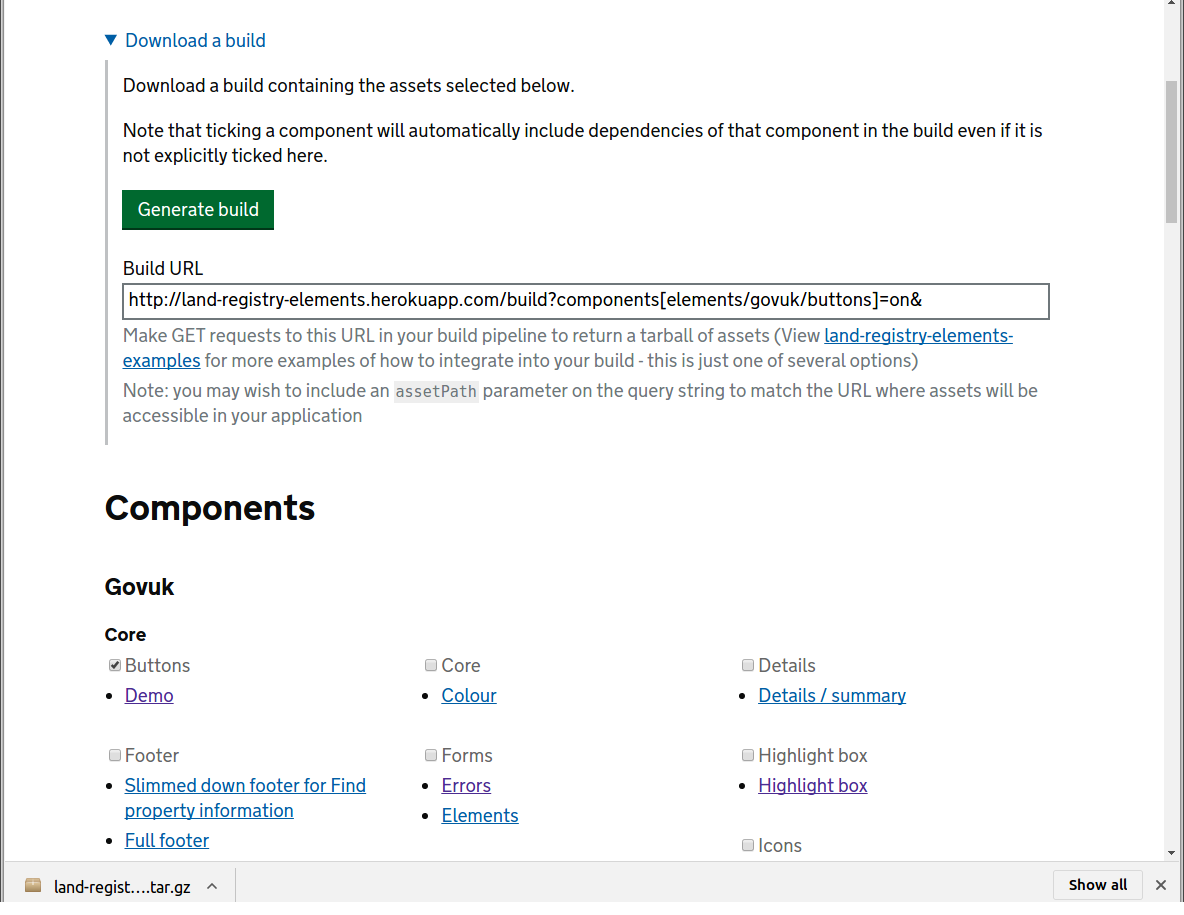 Download a build
Download a build containing the assets selected below.
Note that ticking a component will automatically include dependencies of that component in the build even if it is
not explicitly ticked here.
Generate build
Build URL
http://land-registry-elements.herokuapp.com/build?components[elements/govuk/buttons]=on&
Make GET requests to this URL in your build pipeline to return a tarball of assets (View land-registry-elements-
examples for more examples of how to integrate into your build - this is just one of several options)
Note: you may wish to include an assetPath parameter on the query string to match the URL where assets will be
accessible in your application
Components
Govuk
Core
Buttons
Demo
Core
Colour
Details
Details / summary
Footer
Slimmed down footer for Find
property information
Full footer
Forms
Errors
Elements
Highlight box
Highlight box
Icons
land-regist….tar.gz
Show all